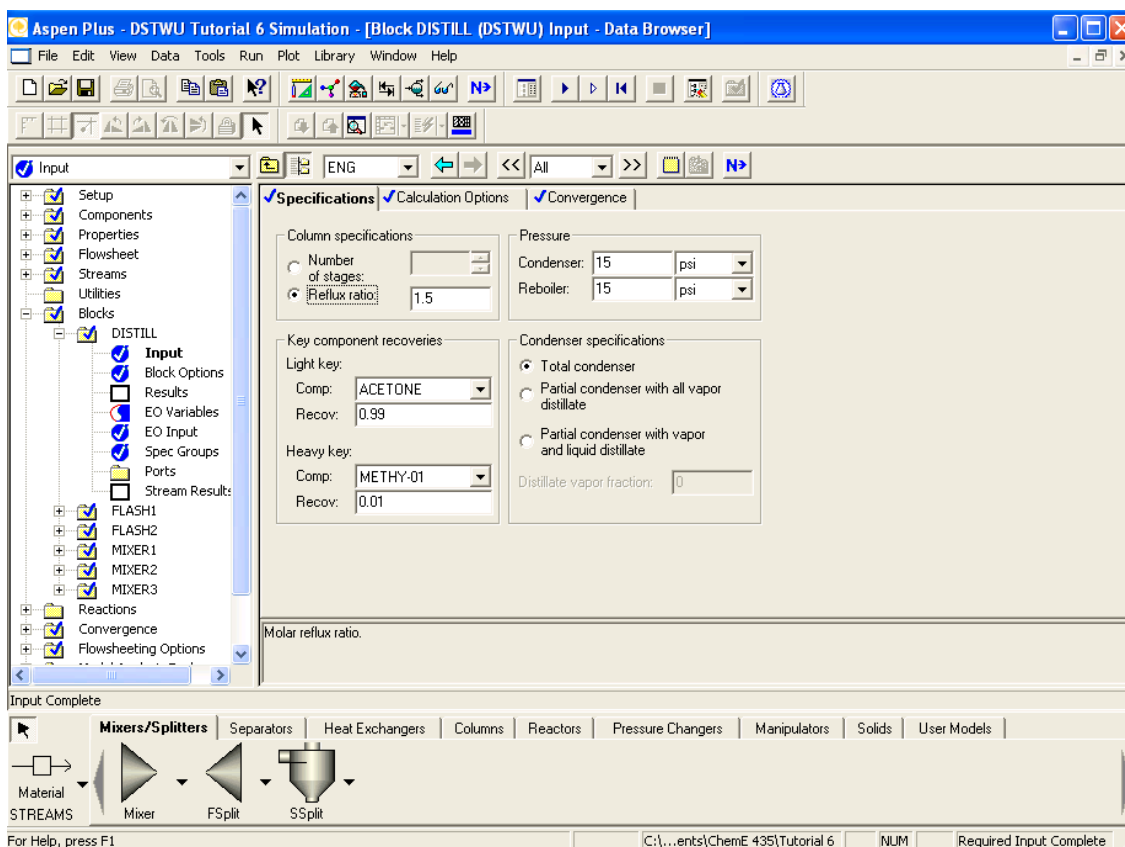 Aspen Plus - DSTWU Tutorial 6 Simulation - [Block DISTILL (DSTWU) Input - Data Browser]
File Edit View Data Tools Run Plot Library Window Help
N
Input
ENG
<< All >>
N
Setup
Components
Properties
Flowsheet
Streams
Utilities
Blocks
DISTILL
Input
Block Options
Results
EO Variables
EO Input
Spec Groups
Ports
Stream Results
FLASH1
FLASH2
MIXER1
MIXER2
MIXER3
Reactions
Convergence
Flowsheeting Options
Specifications Calculation Options Convergence
Column specifications
Number
of stages:
Reflux ratio: 1.5
Pressure
Condenser: 15 psi
Reboiler: 15 psi
Key component recoveries
Light key:
Comp: ACETONE
Recov: 0.99
Heavy key:
Comp: METHY-01
Recov: 0.01
Condenser specifications
Total condenser
Partial condenser with all vapor
distillate
Partial condenser with vapor
and liquid distillate
Distillate vapor fraction: 0
Molar reflux ratio.
Input Complete
Mixers/Splitters Separators Heat Exchangers Columns Reactors Pressure Changers Manipulators Solids User Models
Material
STREAMS Mixer FSplit SSplit
For Help, press F1 C:\...ents\ChemE 435\Tutorial 6 NUM Required Input Complete